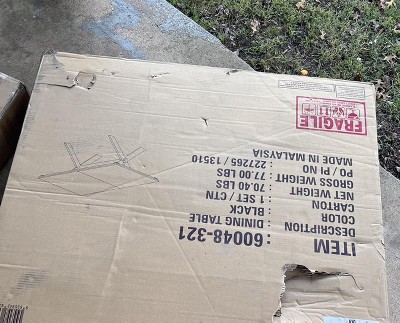 ITEM : 60048-321
DESCRIPTION : DINING TABLE
COLOR : BLACK
CARTON : 1 SET / CTN
NET WEIGHT : 70.40 LBS
GROSS WEIGHT : 77.00 LBS
PO / PI NO : 227265 / 13510
MADE IN MALAYSIA
FRAGILE